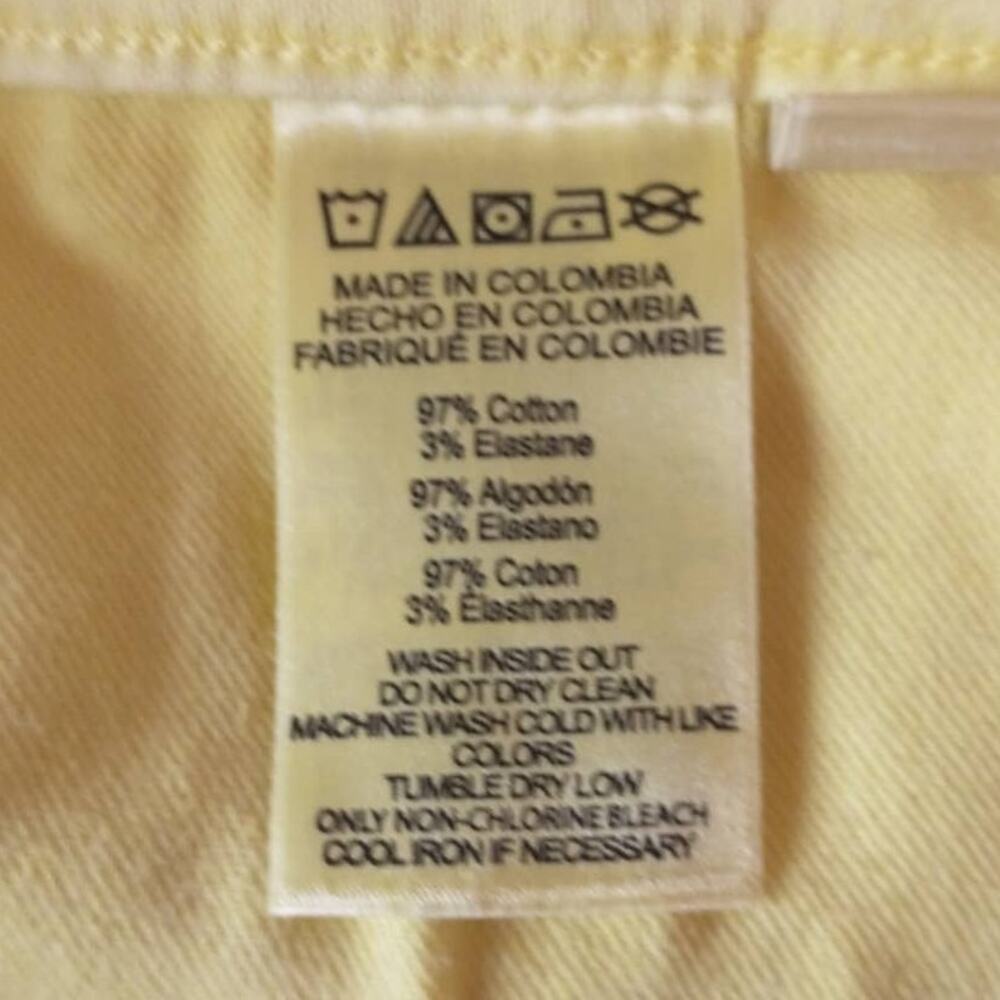 MADE IN COLOMBIA
HECHO EN COLOMBIA
FABRIQUÉ EN COLOMBIE
97% Cotton
3% Elastane
97% Algodón
3% Elastano
97% Coton
3% Élasthanne
WASH INSIDE OUT
DO NOT DRY CLEAN
MACHINE WASH COLD WITH LIKE
COLORS
TUMBLE DRY LOW
ONLY NON-CHLORINE BLEACH
COOL IRON IF NECESSARY